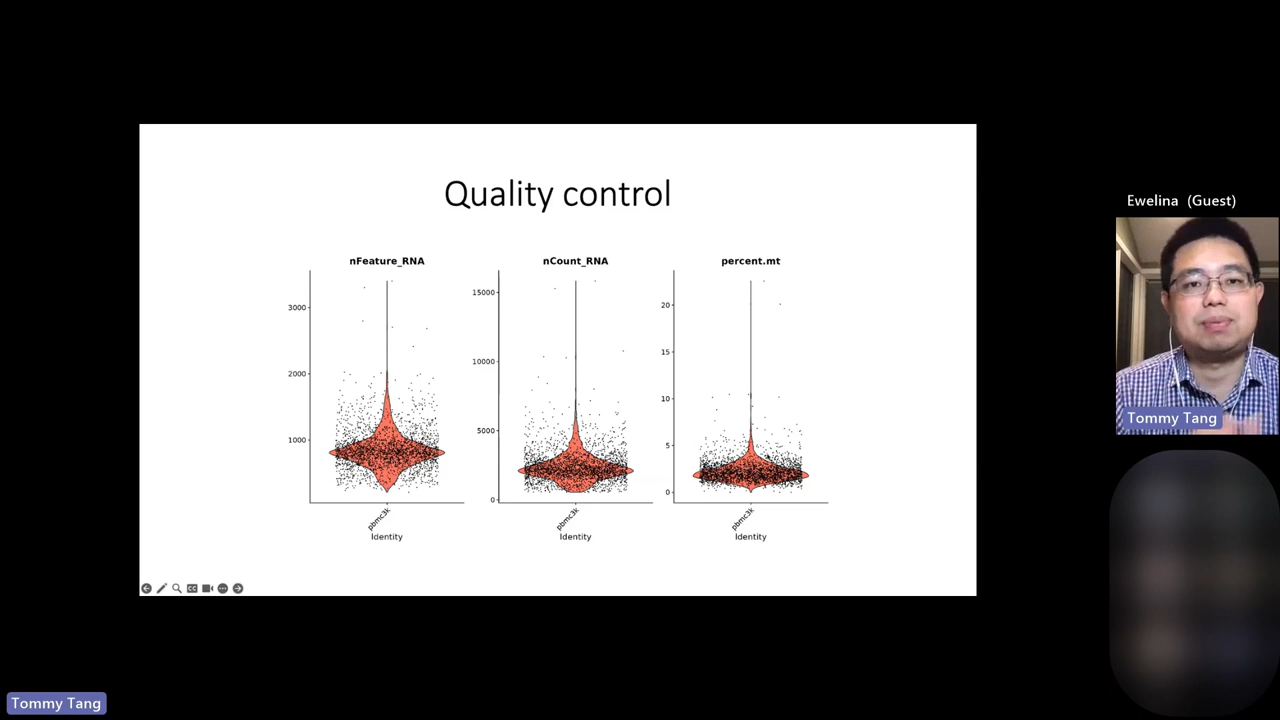 Quality control
nFeature_RNA
3000
2000
1000
pbmc3k
Identity
nCount_RNA
15000
10000
5000
0
pbmc3k
Identity
percent.mt
20
15
10
5
0
pbmc3k
Identity
Ewelina (Guest)
Tommy Tang
Tommy Tang